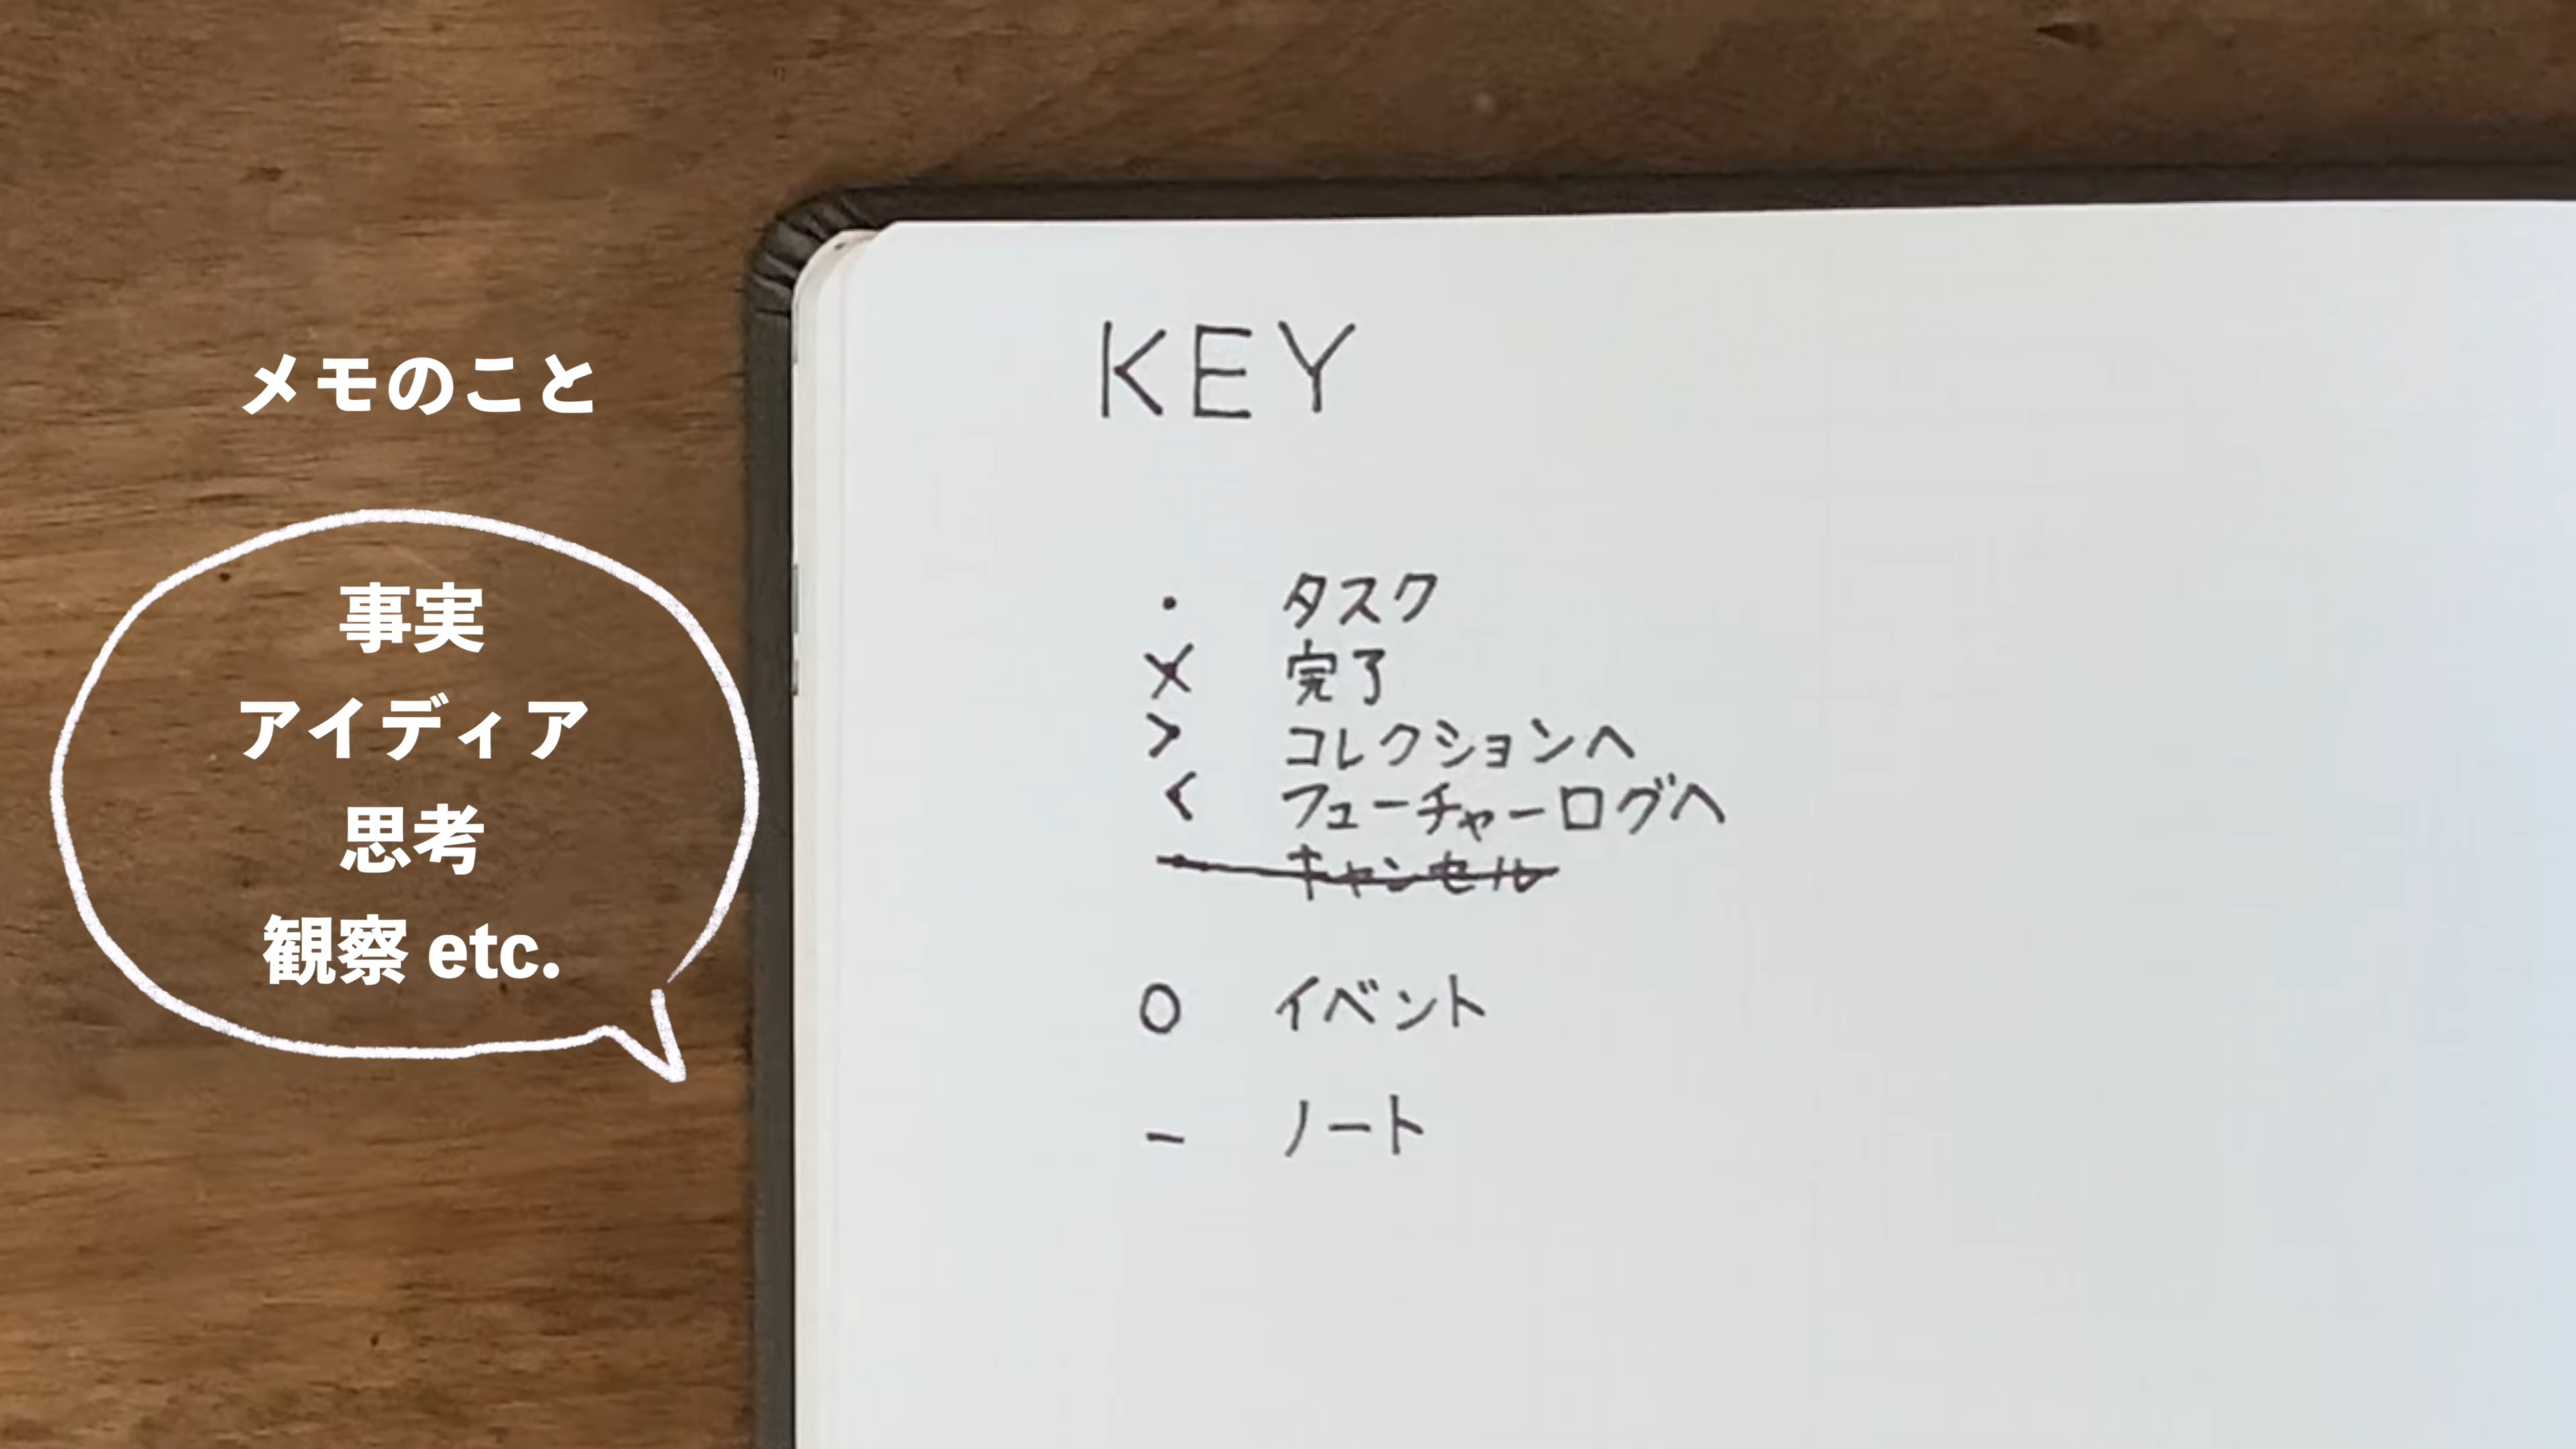 メモのこと
事実
アイディア
思考
観察 etc.
KEY
・ タスク
× 完了
> コレクションへ
< フューチャーログへ
キャンセル
○ イベント
– ノート